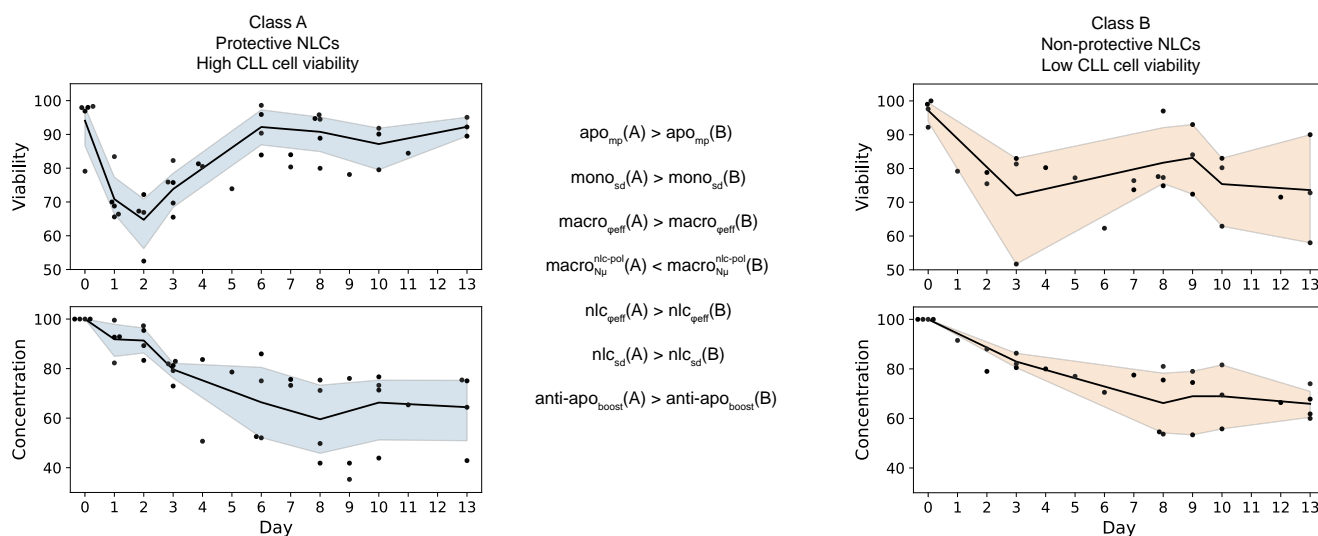 Class A
Protective NLCs
High CLL cell viability
Viability
100
90
80
70
60
50
0 1 2 3 4 5 6 7 8 9 10 11 12 13
Concentration
100
80
60
40
0 1 2 3 4 5 6 7 8 9 10 11 12 13
Day
apo_mp(A) > apo_mp(B)
mono_sd(A) > mono_sd(B)
macro_φeff(A) > macro_φeff(B)
macro_Nμ^nlc-pol(A) < macro_Nμ^nlc-pol(B)
nlc_φeff(A) > nlc_φeff(B)
nlc_sd(A) > nlc_sd(B)
anti-apo_boost(A) > anti-apo_boost(B)
Class B
Non-protective NLCs
Low CLL cell viability
Viability
100
90
80
70
60
50
0 1 2 3 4 5 6 7 8 9 10 11 12 13
Concentration
100
80
60
40
0 1 2 3 4 5 6 7 8 9 10 11 12 13
Day